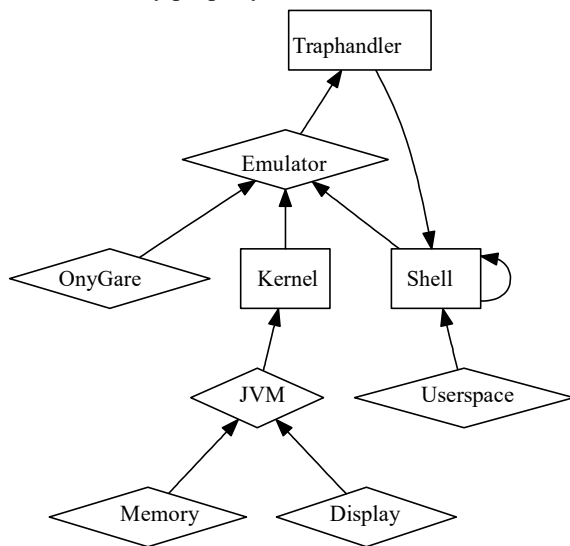 Traphandler
Emulator
OnyGare
Kernel
Shell
JVM
Userspace
Memory
Display